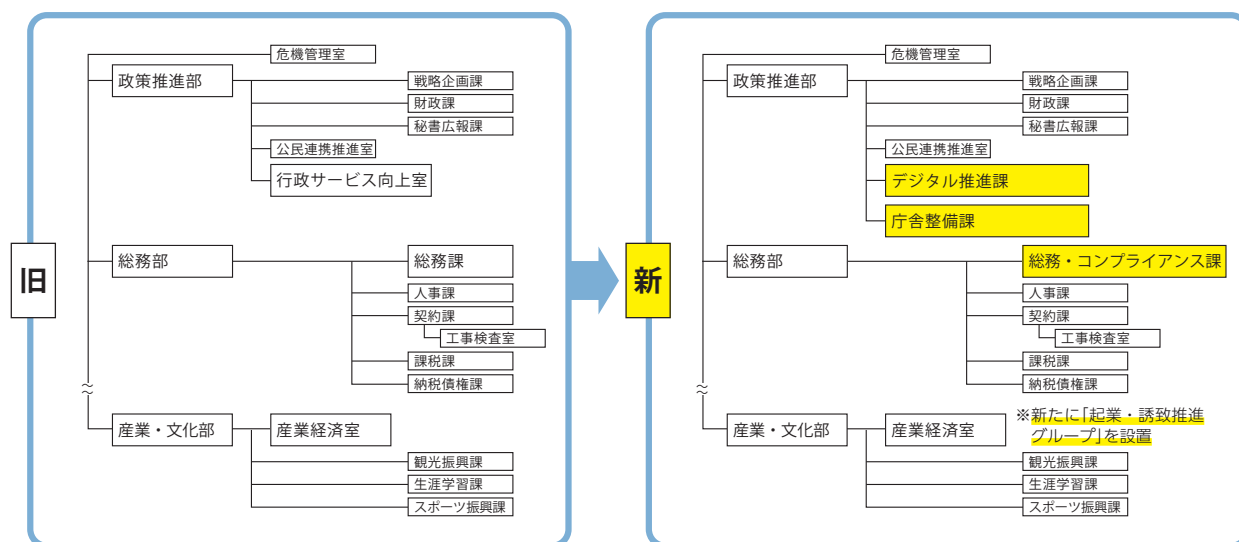 旧
危機管理室
政策推進部
戦略企画課
財政課
秘書広報課
公民連携推進室
行政サービス向上室
総務部
総務課
人事課
契約課
工事検査室
課税課
納税債権課
産業・文化部
産業経済室
観光振興課
生涯学習課
スポーツ振興課
新
危機管理室
政策推進部
戦略企画課
財政課
秘書広報課
公民連携推進室
デジタル推進課
庁舎整備課
総務部
総務・コンプライアンス課
人事課
契約課
工事検査室
課税課
納税債権課
産業・文化部
産業経済室
※新たに「起業・誘致推進
グループ」を設置
観光振興課
生涯学習課
スポーツ振興課